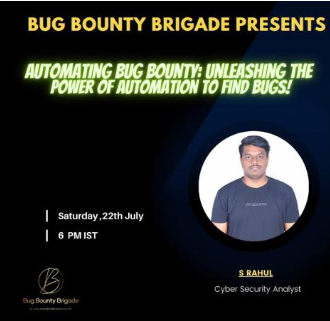 BUG BOUNTY BRIGADE PRESENTS
AUTOMATING BUG BOUNTY: UNLEASHING THE
POWER OF AUTOMATION TO FIND BUGS!
Saturday ,22th July
6 PM IST
S RAHUL
Cyber Security Analyst
Bug Bounty Brigade